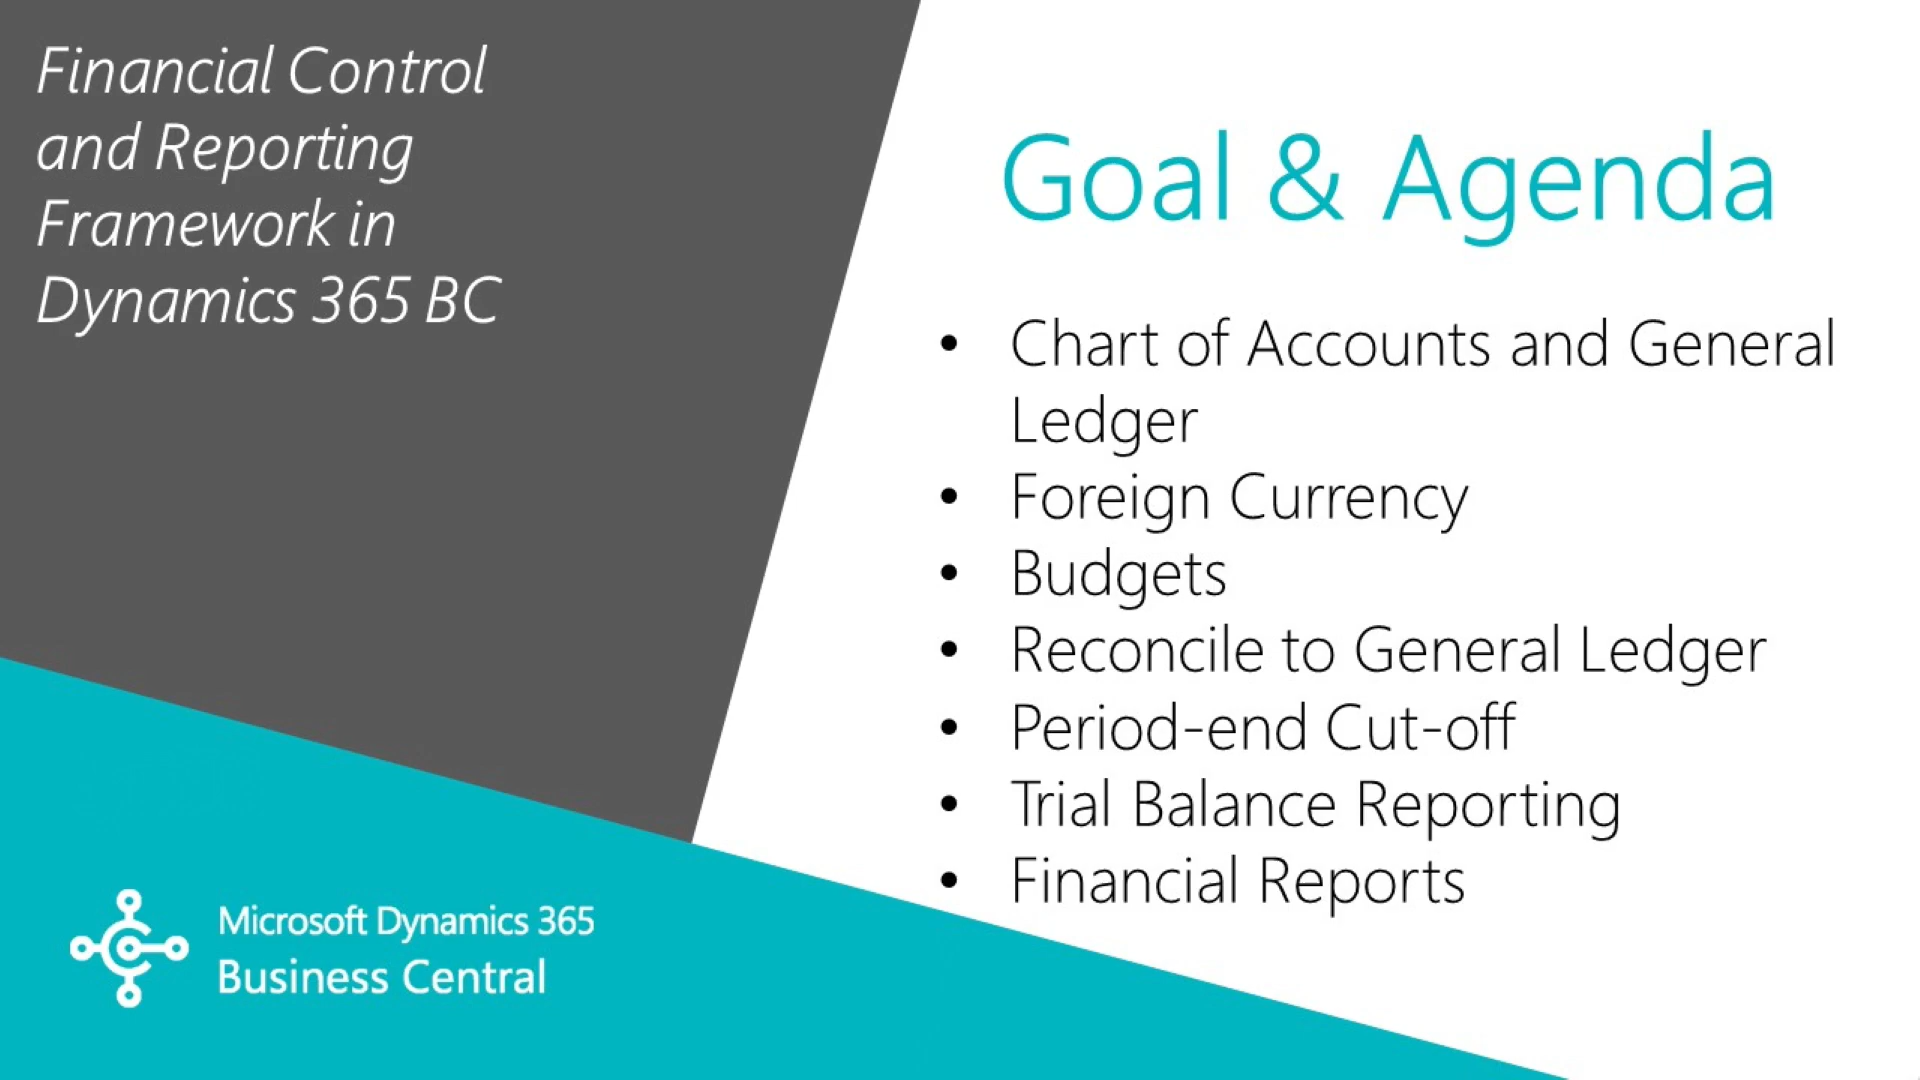 Financial Control
and Reporting
Framework in
Dynamics 365 BC
Goal & Agenda
• Chart of Accounts and General
Ledger
• Foreign Currency
• Budgets
• Reconcile to General Ledger
• Period-end Cut-off
• Trial Balance Reporting
• Financial Reports
Microsoft Dynamics 365
Business Central